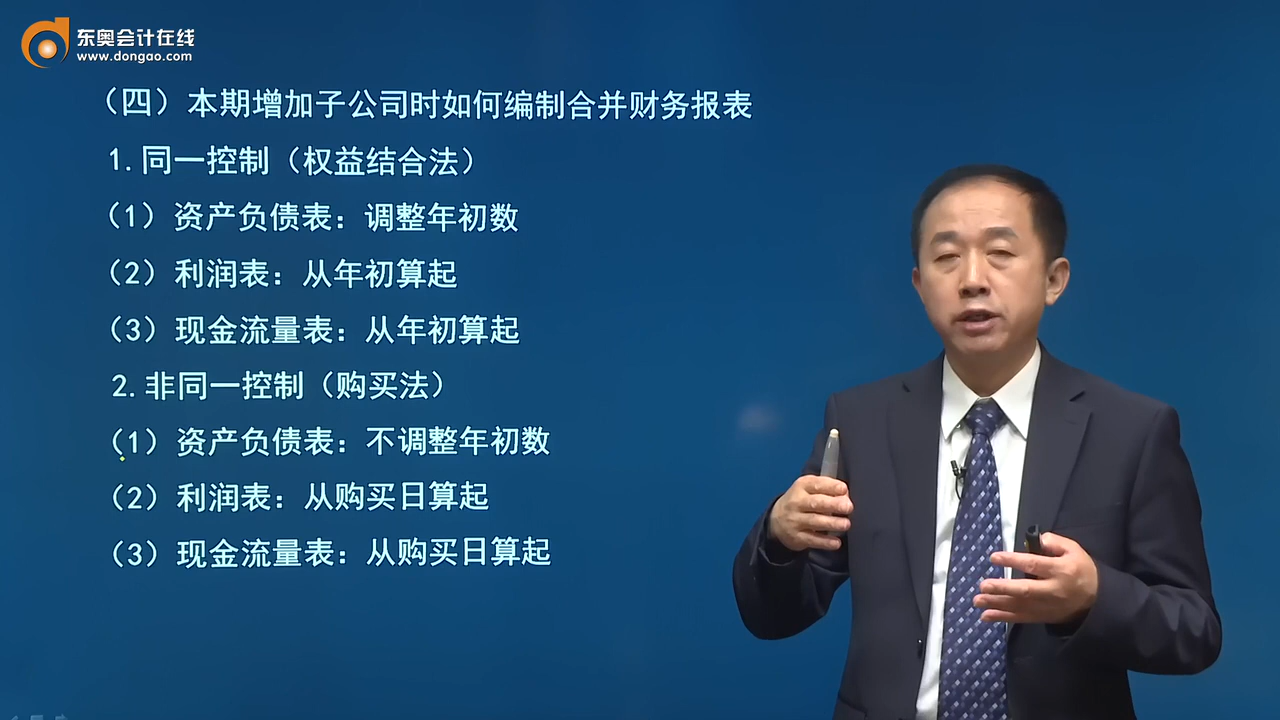 东奥会计在线
www.dongao.com
（四）本期增加子公司时如何编制合并财务报表
1.同一控制（权益结合法）
（1）资产负债表：调整年初数
（2）利润表：从年初算起
（3）现金流量表：从年初算起
2.非同一控制（购买法）
（1）资产负债表：不调整年初数
（2）利润表：从购买日算起
（3）现金流量表：从购买日算起